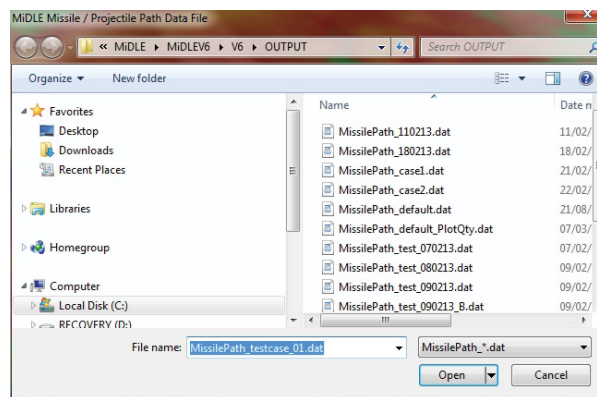 MiDLE Missile / Projectile Path Data File
« MiDLE ▸ MiDLEV6 ▸ V6 ▸ OUTPUT
Search OUTPUT
Organize ▾ New folder
Favorites
Desktop
Downloads
Recent Places
Libraries
Homegroup
Computer
Local Disk (C:)
RECOVERY (D:)
Name Date m
MissilePath_110213.dat 11/02/
MissilePath_180213.dat 18/02/
MissilePath_case1.dat 21/02/
MissilePath_case2.dat 22/02/
MissilePath_default.dat 21/08/
MissilePath_default_PlotQty.dat 07/03/
MissilePath_test_070213.dat 07/02/
MissilePath_test_080213.dat 09/02/
MissilePath_test_090213.dat 09/02/
MissilePath_test_090213_B.dat 09/02/
File name: MissilePath_testcase_01.dat MissilePath_*.dat
Open Cancel